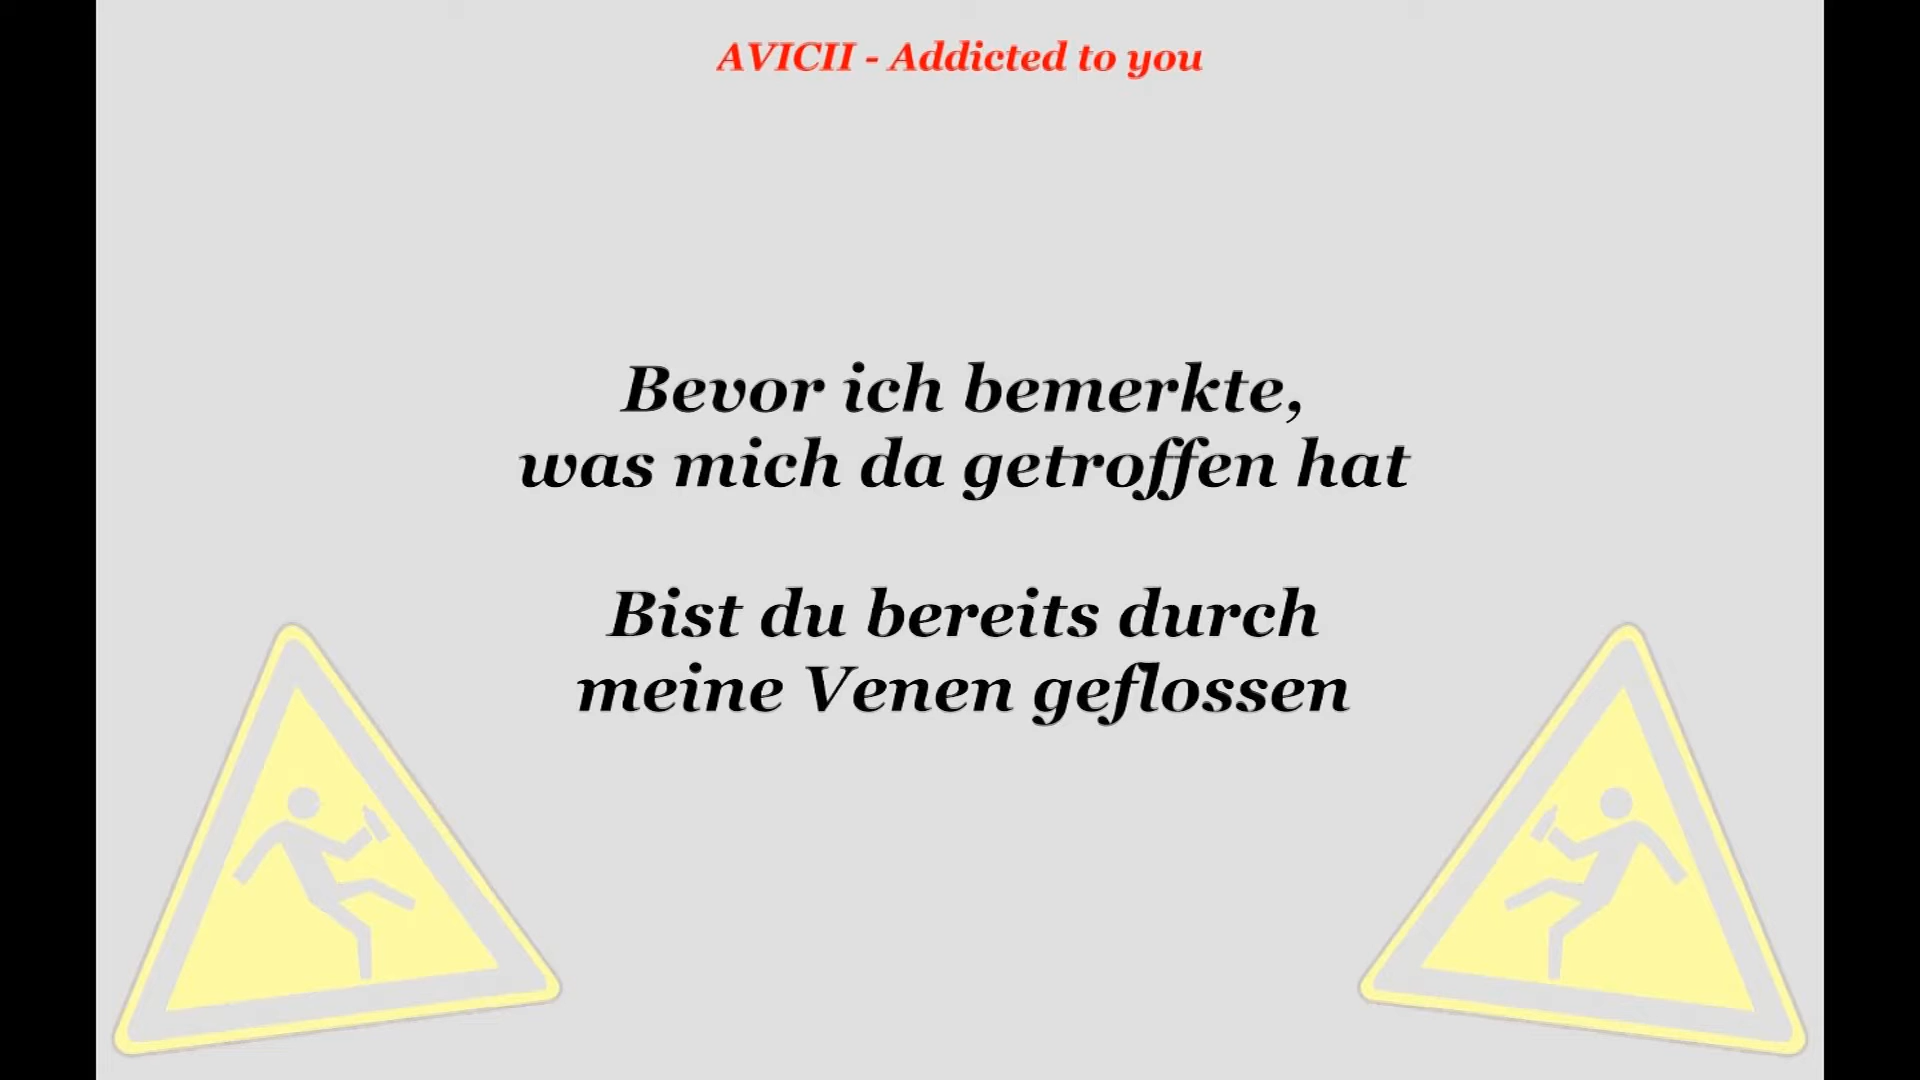 AVICII - Addicted to you
Bevor ich bemerkte,
was mich da getroffen hat
Bist du bereits durch
meine Venen geflossen